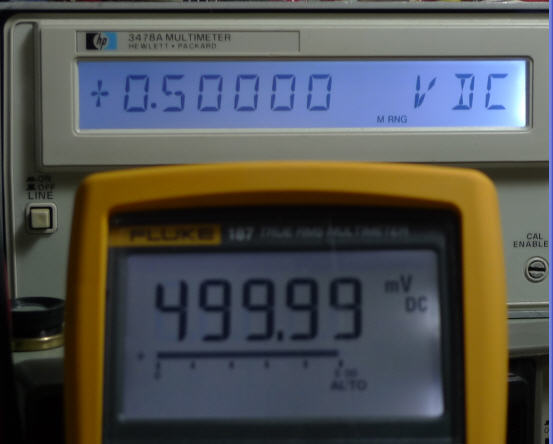 hp 3478A MULTIMETER
HEWLETT • PACKARD
+0.50000 V DC
M RNG
ON
OFF
LINE
CAL
ENABLE
FLUKE 187 TRUE RMS MULTIMETER
499.99 mV
DC
AUTO